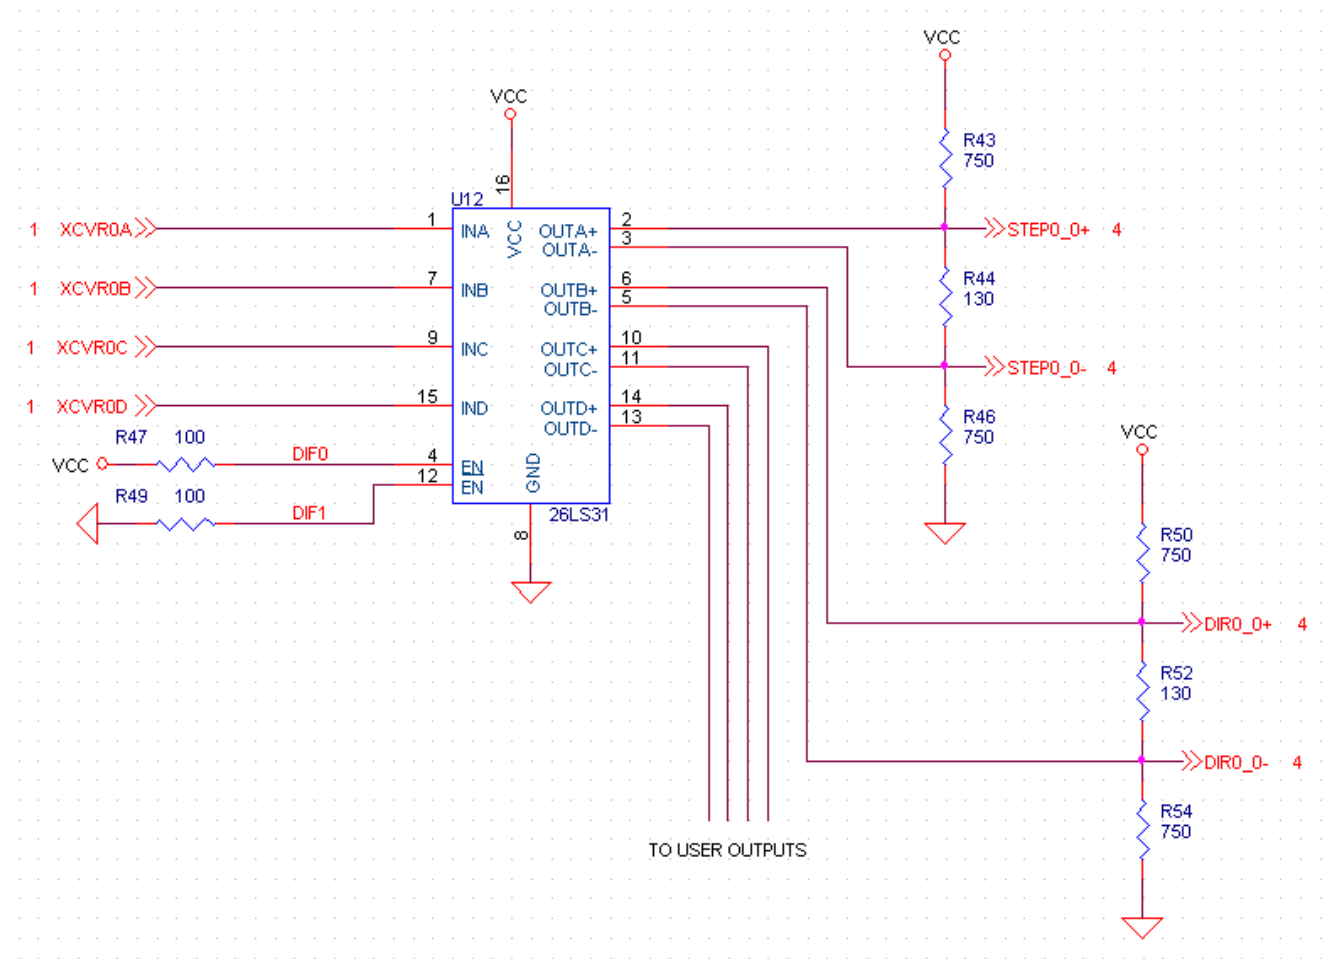 VCC
R43
750
VCC
16
U12
1 XCVR0A
1
INA
VCC
OUTA+
2
STEP0_0+ 4
OUTA-
3
1 XCVR0B
7
INB
OUTB+
6
OUTB-
5
R44
130
1 XCVR0C
9
INC
OUTC+
10
OUTC-
11
STEP0_0- 4
1 XCVR0D
15
IND
OUTD+
14
OUTD-
13
R46
750
R47 100
VCC
DIF0
4
EN
R49 100
DIF1
12
EN
GND
26LS31
8
VCC
R50
750
DIR0_0+ 4
R52
130
DIR0_0- 4
R54
750
TO USER OUTPUTS